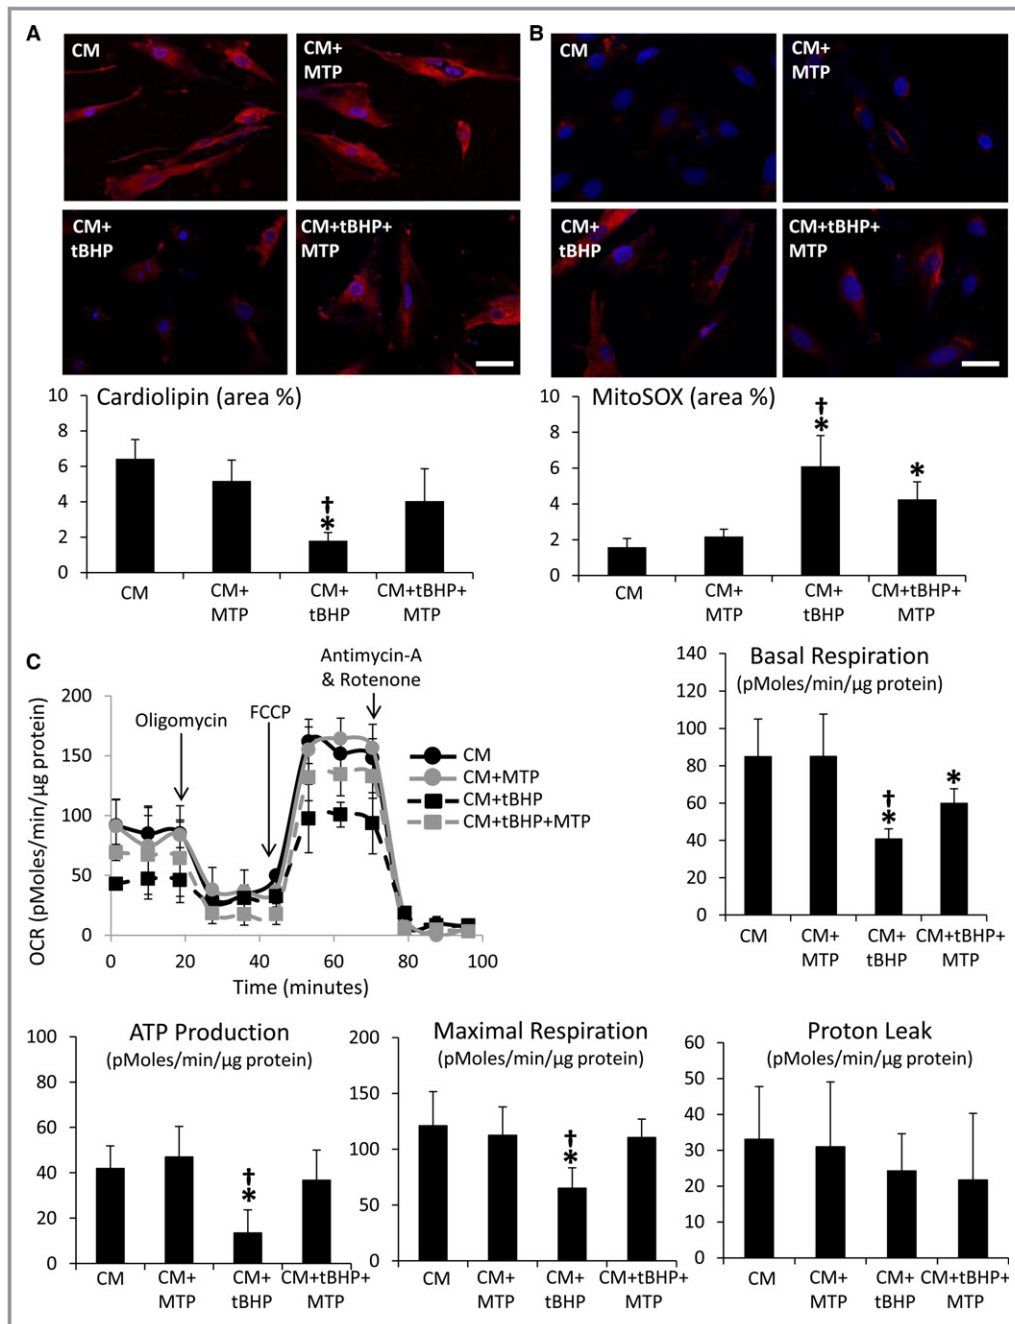 A
CM
CM+
MTP
CM+
tBHP
CM+tBHP+
MTP
Cardiolipin (area %)
10
8
6
4
2
0
†
*
CM
CM+
MTP
CM+
tBHP
CM+tBHP+
MTP
B
CM
CM+
MTP
CM+
tBHP
CM+tBHP+
MTP
MitoSOX (area %)
10
8
6
4
2
0
†
*
*
CM
CM+
MTP
CM+
tBHP
CM+tBHP+
MTP
C
OCR (pMoles/min/µg protein)
200
150
100
50
0
Oligomycin
FCCP
Antimycin-A
& Rotenone
CM
CM+MTP
CM+tBHP
CM+tBHP+MTP
0 20 40 60 80 100
Time (minutes)
Basal Respiration
(pMoles/min/µg protein)
140
120
100
80
60
40
20
0
†
*
*
CM
CM+
MTP
CM+
tBHP
CM+tBHP+
MTP
ATP Production
(pMoles/min/µg protein)
100
80
60
40
20
0
†
*
CM
CM+
MTP
CM+
tBHP
CM+tBHP+
MTP
Maximal Respiration
(pMoles/min/µg protein)
200
150
100
50
0
†
*
CM
CM+
MTP
CM+
tBHP
CM+tBHP+
MTP
Proton Leak
(pMoles/min/µg protein)
60
50
40
30
20
10
0
CM
CM+
MTP
CM+
tBHP
CM+tBHP+
MTP